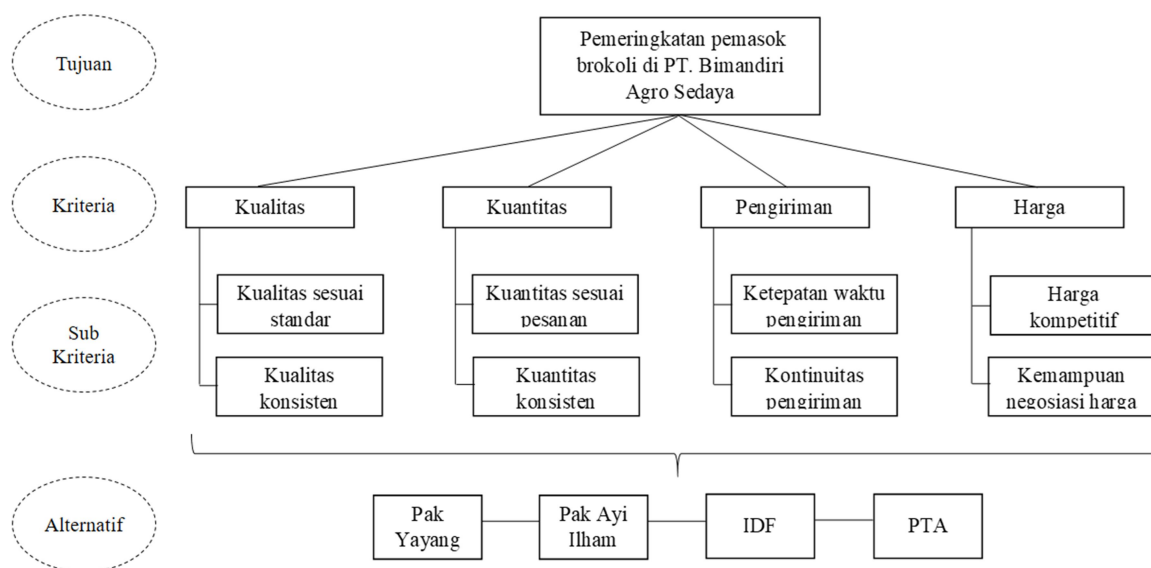 Tujuan
Pemeringkatan pemasok
brokoli di PT. Bimandiri
Agro Sedaya
Kriteria
Kualitas
Kuantitas
Pengiriman
Harga
Sub
Kriteria
Kualitas sesuai
standar
Kuantitas sesuai
pesanan
Ketepatan waktu
pengiriman
Harga
kompetitif
Kualitas
konsisten
Kuantitas
konsisten
Kontinuitas
pengiriman
Kemampuan
negosiasi harga
Alternatif
Pak
Yayang
Pak Ayi
Ilham
IDF
PTA